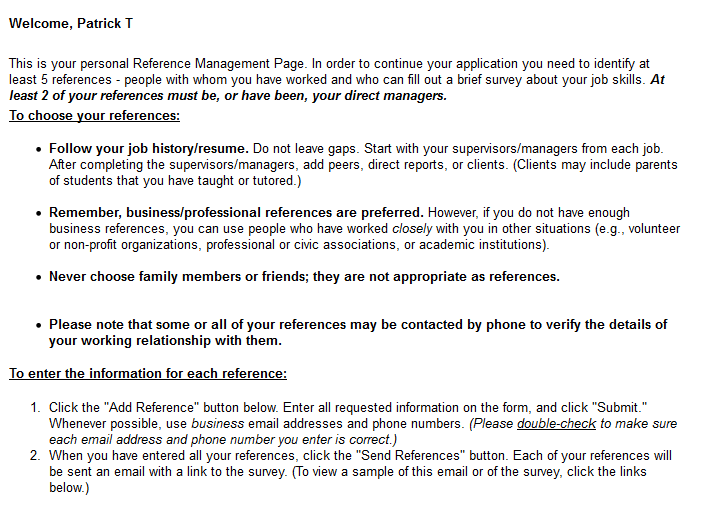 Welcome, Patrick T
This is your personal Reference Management Page. In order to continue your application you need to identify at
least 5 references - people with whom you have worked and who can fill out a brief survey about your job skills. At
least 2 of your references must be, or have been, your direct managers.
To choose your references:
• Follow your job history/resume. Do not leave gaps. Start with your supervisors/managers from each job.
After completing the supervisors/managers, add peers, direct reports, or clients. (Clients may include parents
of students that you have taught or tutored.)
• Remember, business/professional references are preferred. However, if you do not have enough
business references, you can use people who have worked closely with you in other situations (e.g., volunteer
or non-profit organizations, professional or civic associations, or academic institutions).
• Never choose family members or friends; they are not appropriate as references.
• Please note that some or all of your references may be contacted by phone to verify the details of
your working relationship with them.
To enter the information for each reference:
1. Click the "Add Reference" button below. Enter all requested information on the form, and click "Submit."
Whenever possible, use business email addresses and phone numbers. (Please double-check to make sure
each email address and phone number you enter is correct.)
2. When you have entered all your references, click the "Send References" button. Each of your references will
be sent an email with a link to the survey. (To view a sample of this email or of the survey, click the links
below.)